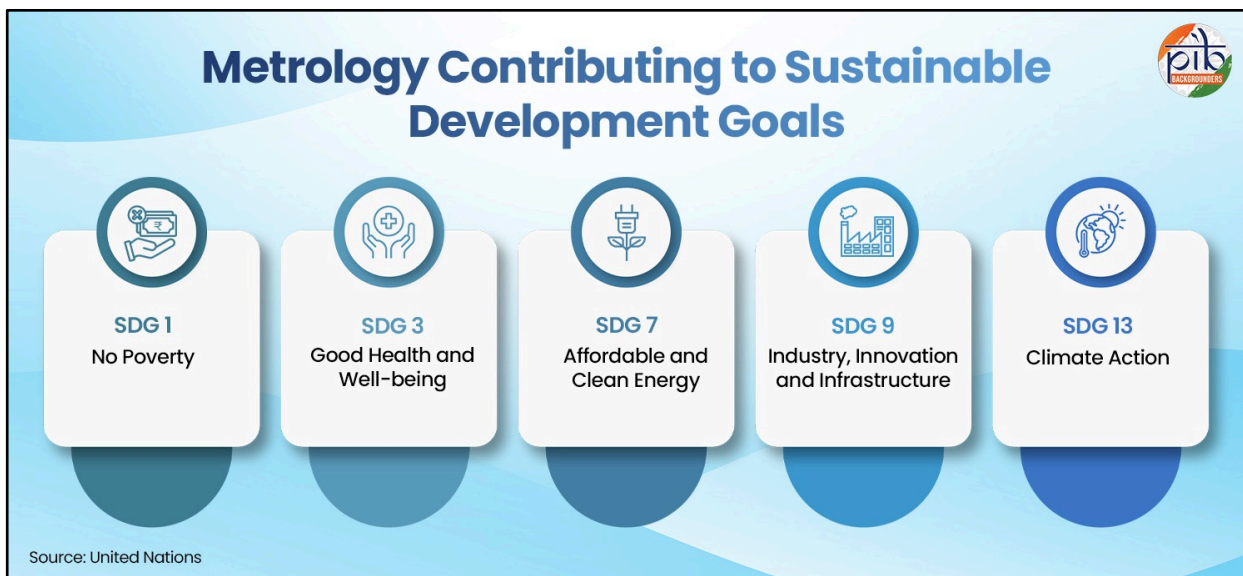 Metrology Contributing to Sustainable
Development Goals
pib
BACKGROUNDERS
₹
SDG 1
No Poverty
SDG 3
Good Health and
Well-being
SDG 7
Affordable and
Clean Energy
SDG 9
Industry, Innovation
and Infrastructure
SDG 13
Climate Action
Source: United Nations